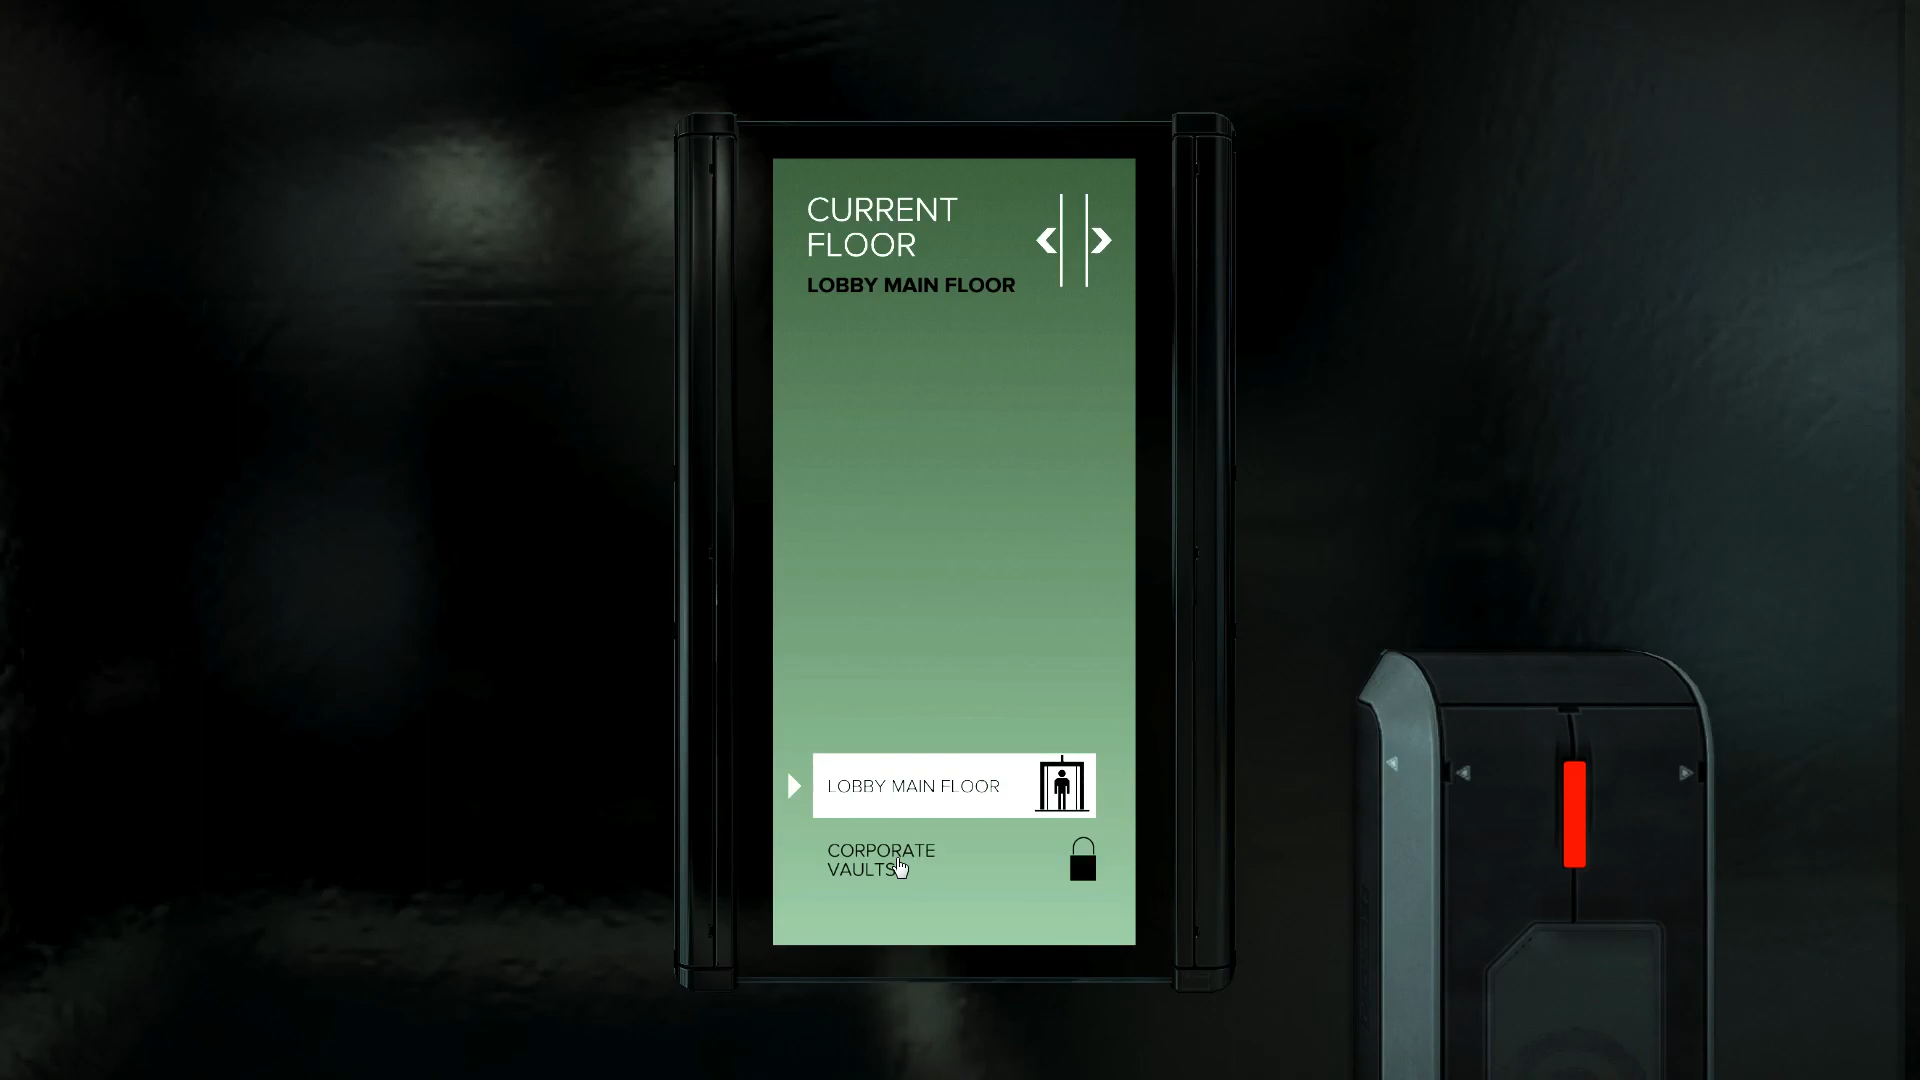 CURRENT
FLOOR
LOBBY MAIN FLOOR
LOBBY MAIN FLOOR
CORPORATE
VAULTS